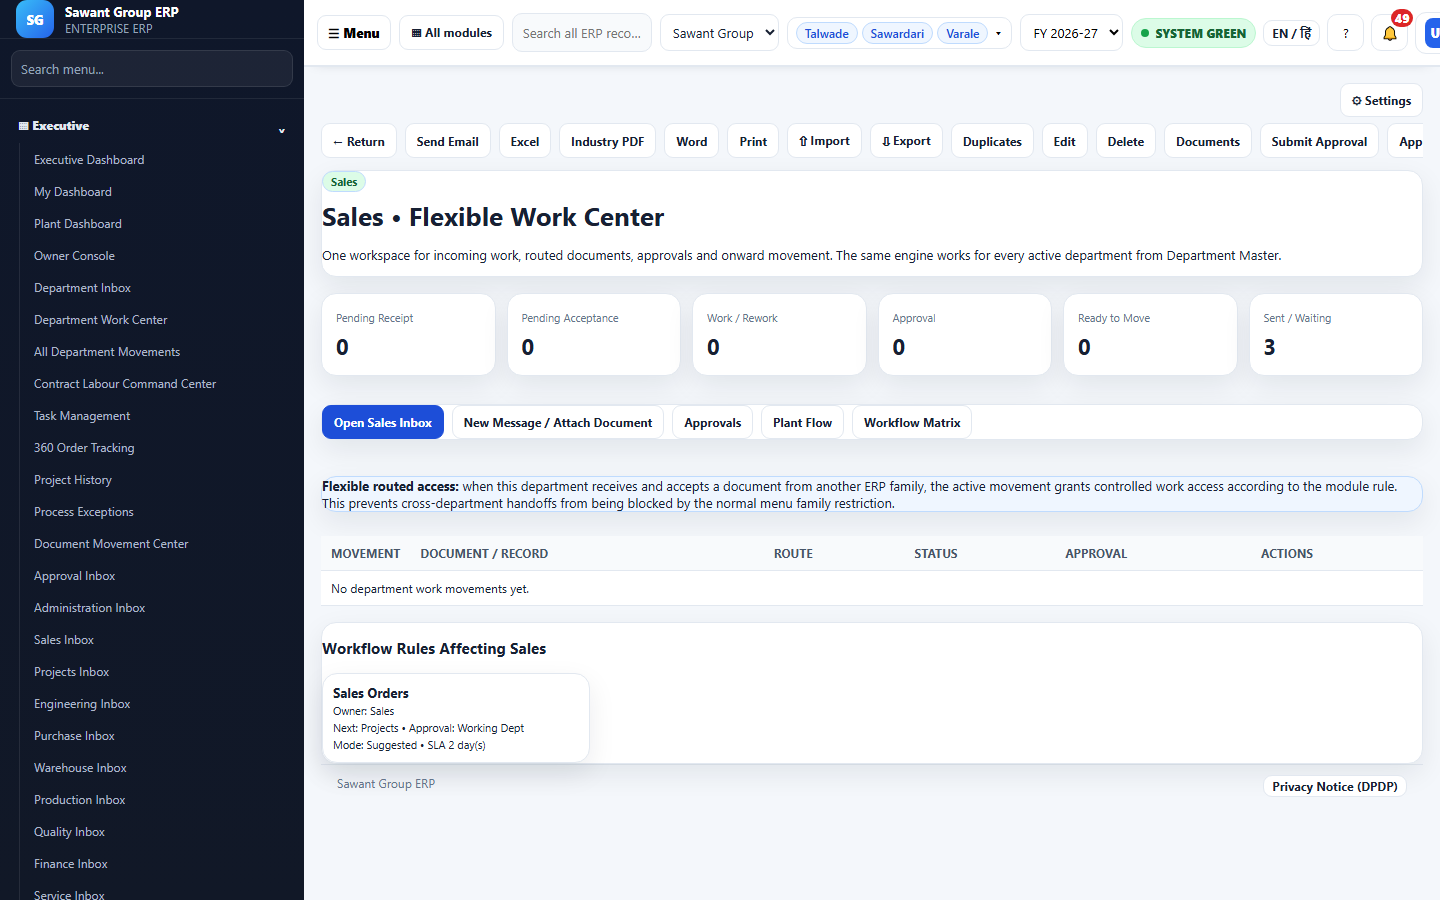 SG
Sawant Group ERP
ENTERPRISE ERP
Search menu...
Executive
Executive Dashboard
My Dashboard
Plant Dashboard
Owner Console
Department Inbox
Department Work Center
All Department Movements
Contract Labour Command Center
Task Management
360 Order Tracking
Project History
Process Exceptions
Document Movement Center
Approval Inbox
Administration Inbox
Sales Inbox
Projects Inbox
Engineering Inbox
Purchase Inbox
Warehouse Inbox
Production Inbox
Quality Inbox
Finance Inbox
Service Inbox
☰ Menu
All modules
Search all ERP reco...
Sawant Group
Talwade Sawardari Varale
FY 2026-27
SYSTEM GREEN
EN / हिं
?
49
U
⚙ Settings
← Return
Send Email
Excel
Industry PDF
Word
Print
⇧ Import
⇩ Export
Duplicates
Edit
Delete
Documents
Submit Approval
App
Sales
Sales • Flexible Work Center
One workspace for incoming work, routed documents, approvals and onward movement. The same engine works for every active department from Department Master.
Pending Receipt
0
Pending Acceptance
0
Work / Rework
0
Approval
0
Ready to Move
0
Sent / Waiting
3
Open Sales Inbox
New Message / Attach Document
Approvals
Plant Flow
Workflow Matrix
Flexible routed access: when this department receives and accepts a document from another ERP family, the active movement grants controlled work access according to the module rule.
This prevents cross-department handoffs from being blocked by the normal menu family restriction.
MOVEMENT DOCUMENT / RECORD ROUTE STATUS APPROVAL ACTIONS
No department work movements yet.
Workflow Rules Affecting Sales
Sales Orders
Owner: Sales
Next: Projects • Approval: Working Dept
Mode: Suggested • SLA 2 day(s)
Sawant Group ERP
Privacy Notice (DPDP)